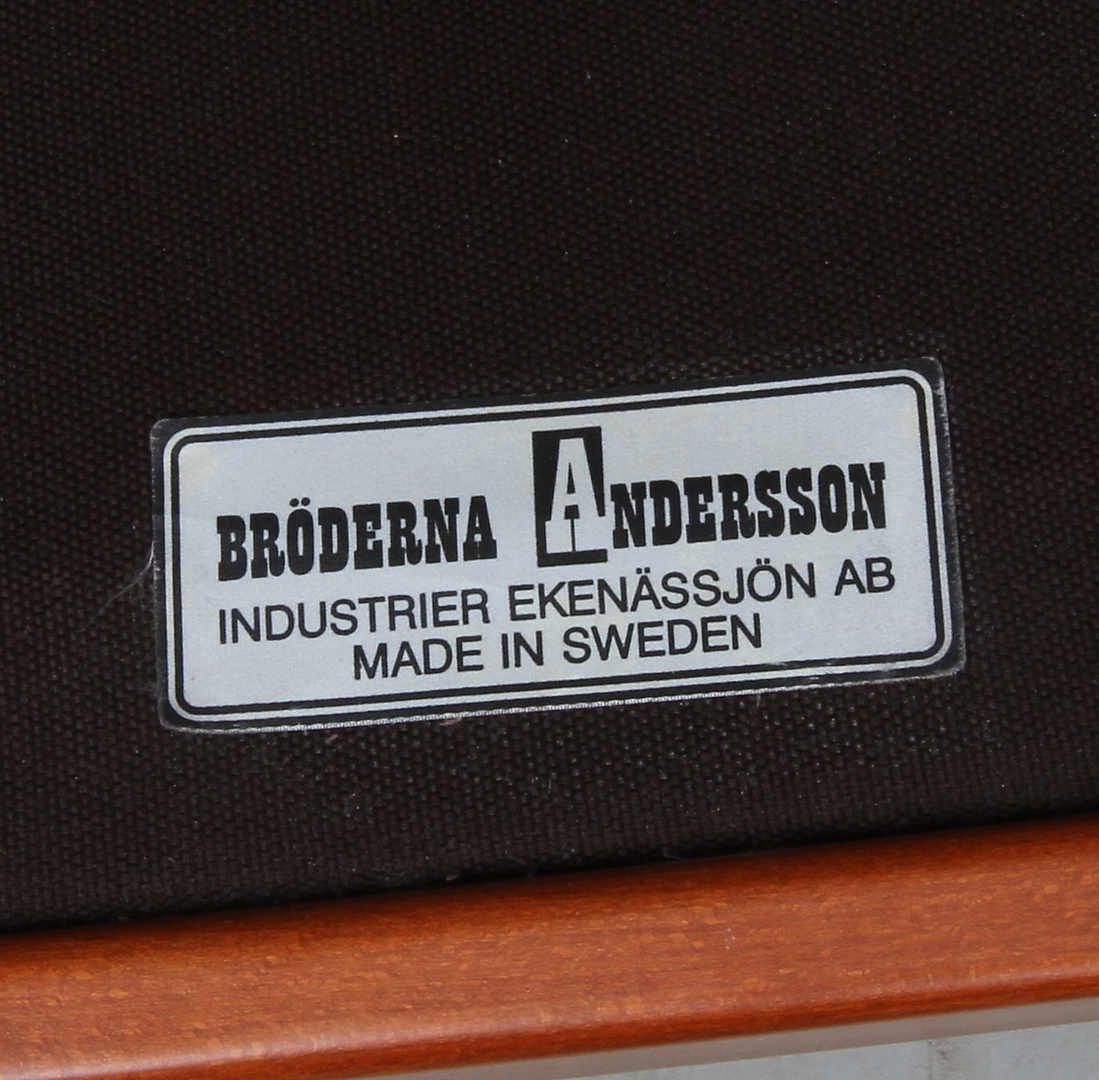 BRÖDERNA ANDERSSON
INDUSTRIER EKENÄSSJÖN AB
MADE IN SWEDEN